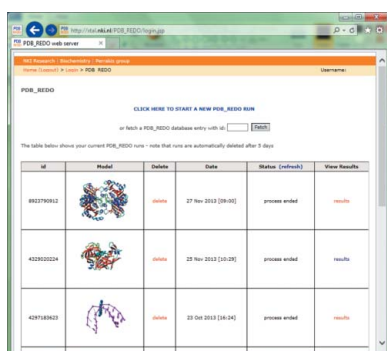 http://xtal.nki.nl/PDB_REDO/login.jsp
PDB_REDO web server
NKI Research | Biochemistry | Perrakis group
Home (Logout) > Login > PDB_REDO
Username:
PDB_REDO
CLICK HERE TO START A NEW PDB_REDO RUN
or fetch a PDB_REDO database entry with id: Fetch
The table below shows your current PDB_REDO runs - note that runs are automatically deleted after 5 days
id Model Delete Date Status (refresh) View Results
8923790912 delete 27 Nov 2013 [09:00] process ended results
4329020224 delete 25 Nov 2013 [10:29] process ended results
4297183623 delete 23 Oct 2013 [16:24] process ended results